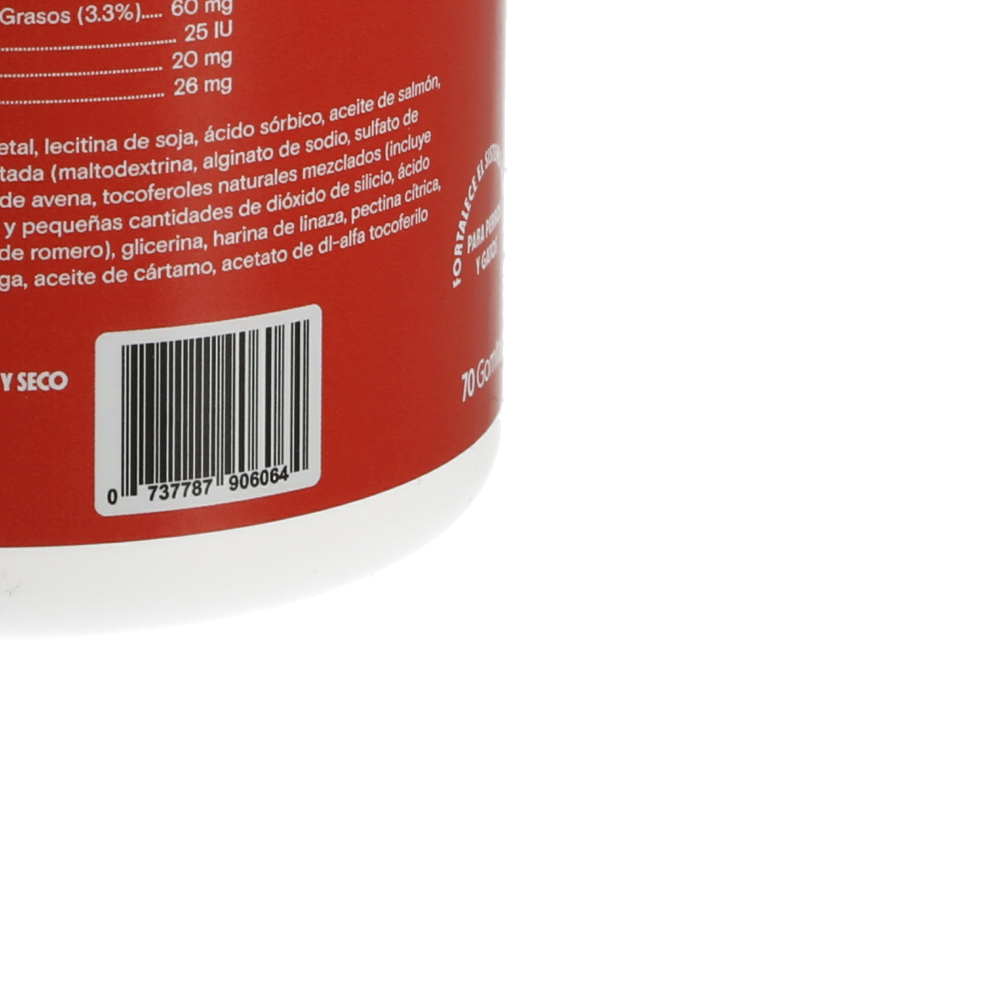 Grasos (3.3%)..... 60 mg
25 IU
20 mg
26 mg
etal, lecitina de soja, ácido sórbico, aceite de salmón,
tada (maltodextrina, alginato de sodio, sulfato de
de avena, tocoferoles naturales mezclados (incluye
y pequeñas cantidades de dióxido de silicio, ácido
de romero), glicerina, harina de linaza, pectina cítrica,
ga, aceite de cártamo, acetato de dl-alfa tocoferilo
Y SECO
0 737787 906064
FORTALECE EL
PARA
Y GATOS
70